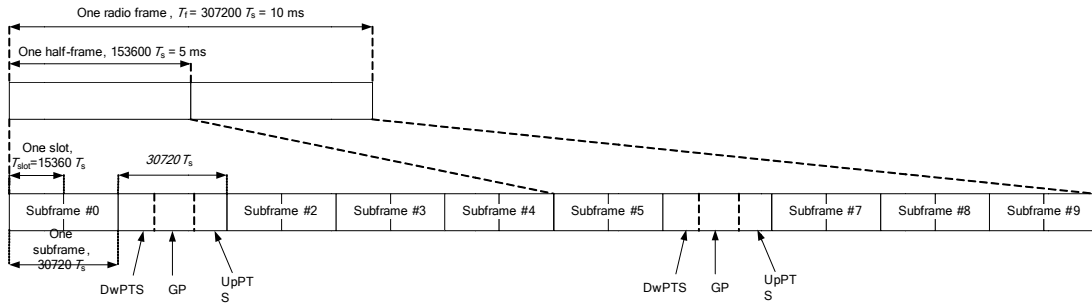 One radio frame , Tf = 307200 Ts = 10 ms
One half-frame, 153600 Ts = 5 ms
One slot,
Tslot=15360 Ts
30720 Ts
Subframe #0
Subframe #2
Subframe #3
Subframe #4
Subframe #5
Subframe #7
Subframe #8
Subframe #9
One
subframe ,
30720 Ts
DwPTS
GP
UpPT
S
DwPTS
GP
UpPT
S